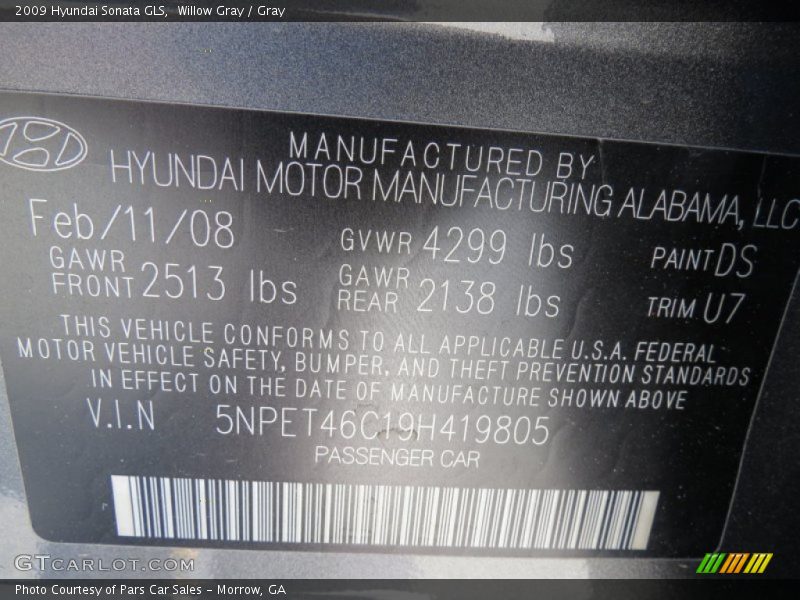 2009 Hyundai Sonata GLS, Willow Gray / Gray
MANUFACTURED BY
HYUNDAI MOTOR MANUFACTURING ALABAMA, LLC
Feb/11/08 GVWR 4299 lbs PAINT DS
GAWR FRONT 2513 lbs GAWR REAR 2138 lbs TRIM U7
THIS VEHICLE CONFORMS TO ALL APPLICABLE U.S.A. FEDERAL
MOTOR VEHICLE SAFETY, BUMPER, AND THEFT PREVENTION STANDARDS
IN EFFECT ON THE DATE OF MANUFACTURE SHOWN ABOVE
V.I.N 5NPET46C19H419805
PASSENGER CAR
GTCARLOT.COM
Photo Courtesy of Pars Car Sales - Morrow, GA